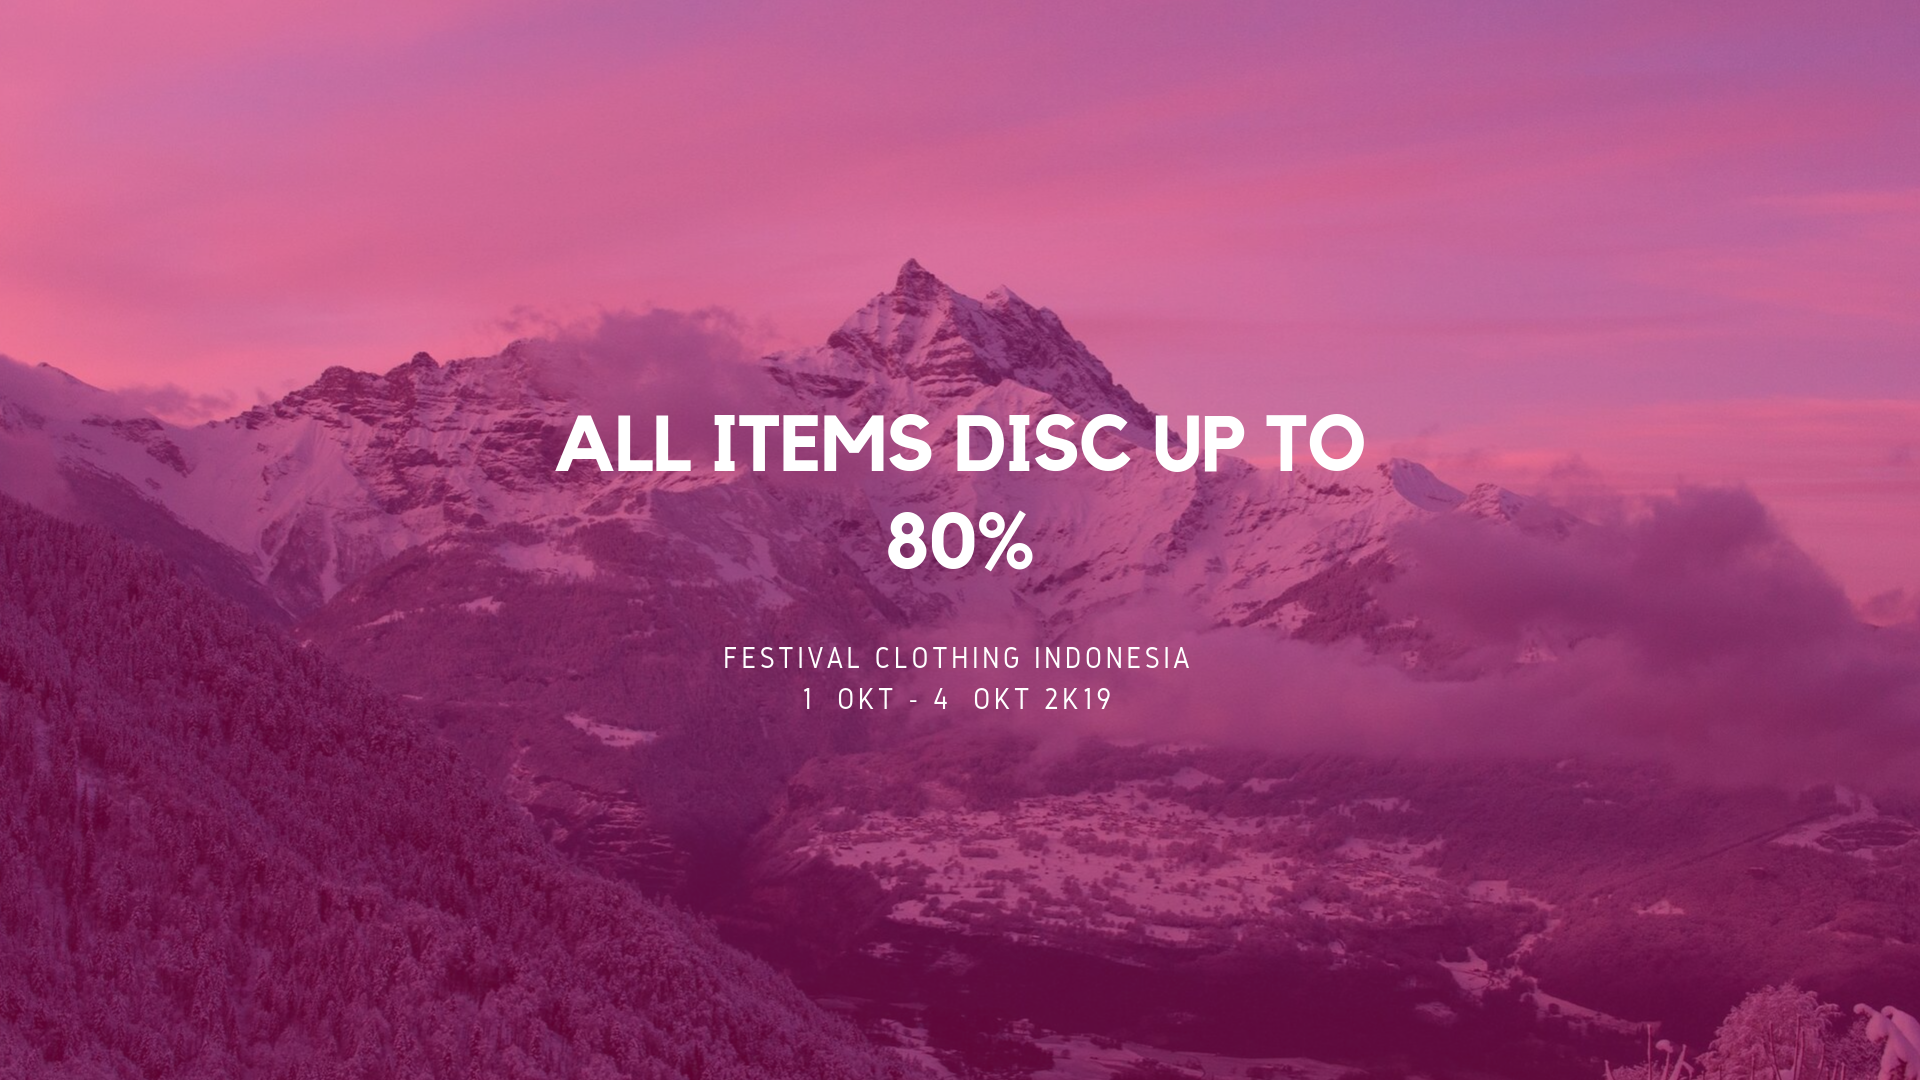 ALL ITEMS DISC UP TO
80%
FESTIVAL CLOTHING INDONESIA
1 OKT - 4 OKT 2K19